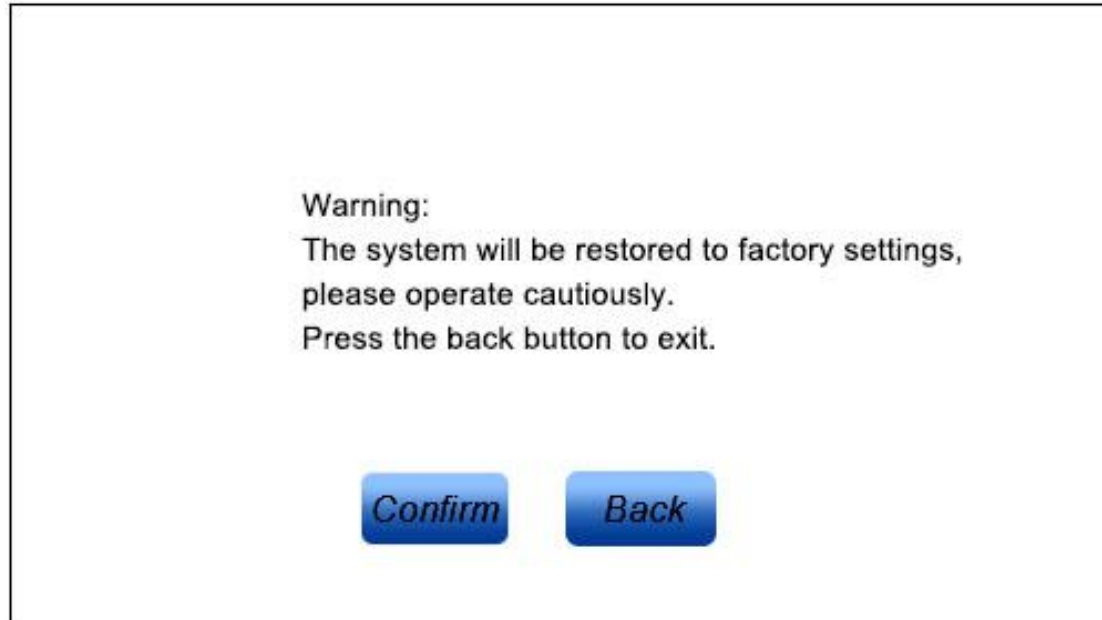 Warning:
The system will be restored to factory settings,
please operate cautiously.
Press the back button to exit.
Confirm
Back